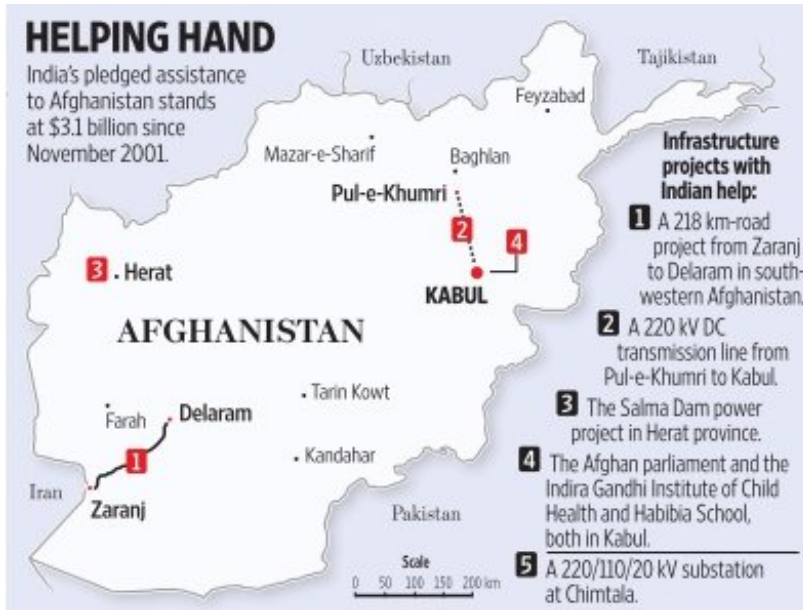 HELPING HAND
India's pledged assistance
to Afghanistan stands
at $3.1 billion since
November 2001.
Uzbekistan
Tajikistan
Feyzabad
Mazar-e-Sharif
Baghlan
Pul-e-Khumri
2
4
3
Herat
KABUL
AFGHANISTAN
Tarin Kowt
Farah
Delaram
1
Kandahar
Iran
Zaranj
Pakistan
Scale
0 50 100 150 200 km
Infrastructure
projects with
Indian help:
1 A 218 km-road
project from Zaranj
to Delaram in south-
western Afghanistan.
2 A 220 kV DC
transmission line from
Pul-e-Khumri to Kabul.
3 The Salma Dam power
project in Herat province.
4 The Afghan parliament and the
Indira Gandhi Institute of Child
Health and Habibia School,
both in Kabul.
5 A 220/110/20 kV substation
at Chimtala.